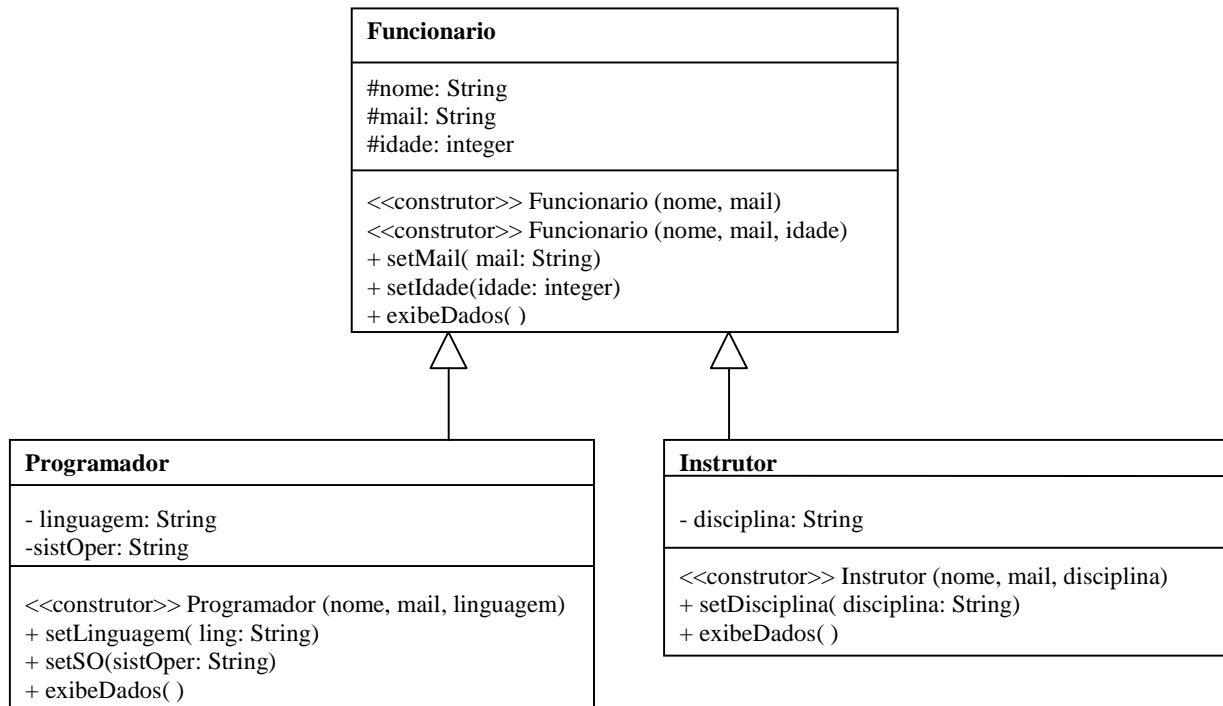 Funcionario
#nome: String
#mail: String
#idade: integer
<<construtor>> Funcionario (nome, mail)
<<construtor>> Funcionario (nome, mail, idade)
+ setMail( mail: String)
+ setIdade(idade: integer)
+ exibeDados( )
Programador
- linguagem: String
-sistOper: String
<<construtor>> Programador (nome, mail, linguagem)
+ setLinguagem( ling: String)
+ setSO(sistOper: String)
+ exibeDados( )
Instrutor
- disciplina: String
<<construtor>> Instrutor (nome, mail, disciplina)
+ setDisciplina( disciplina: String)
+ exibeDados( )